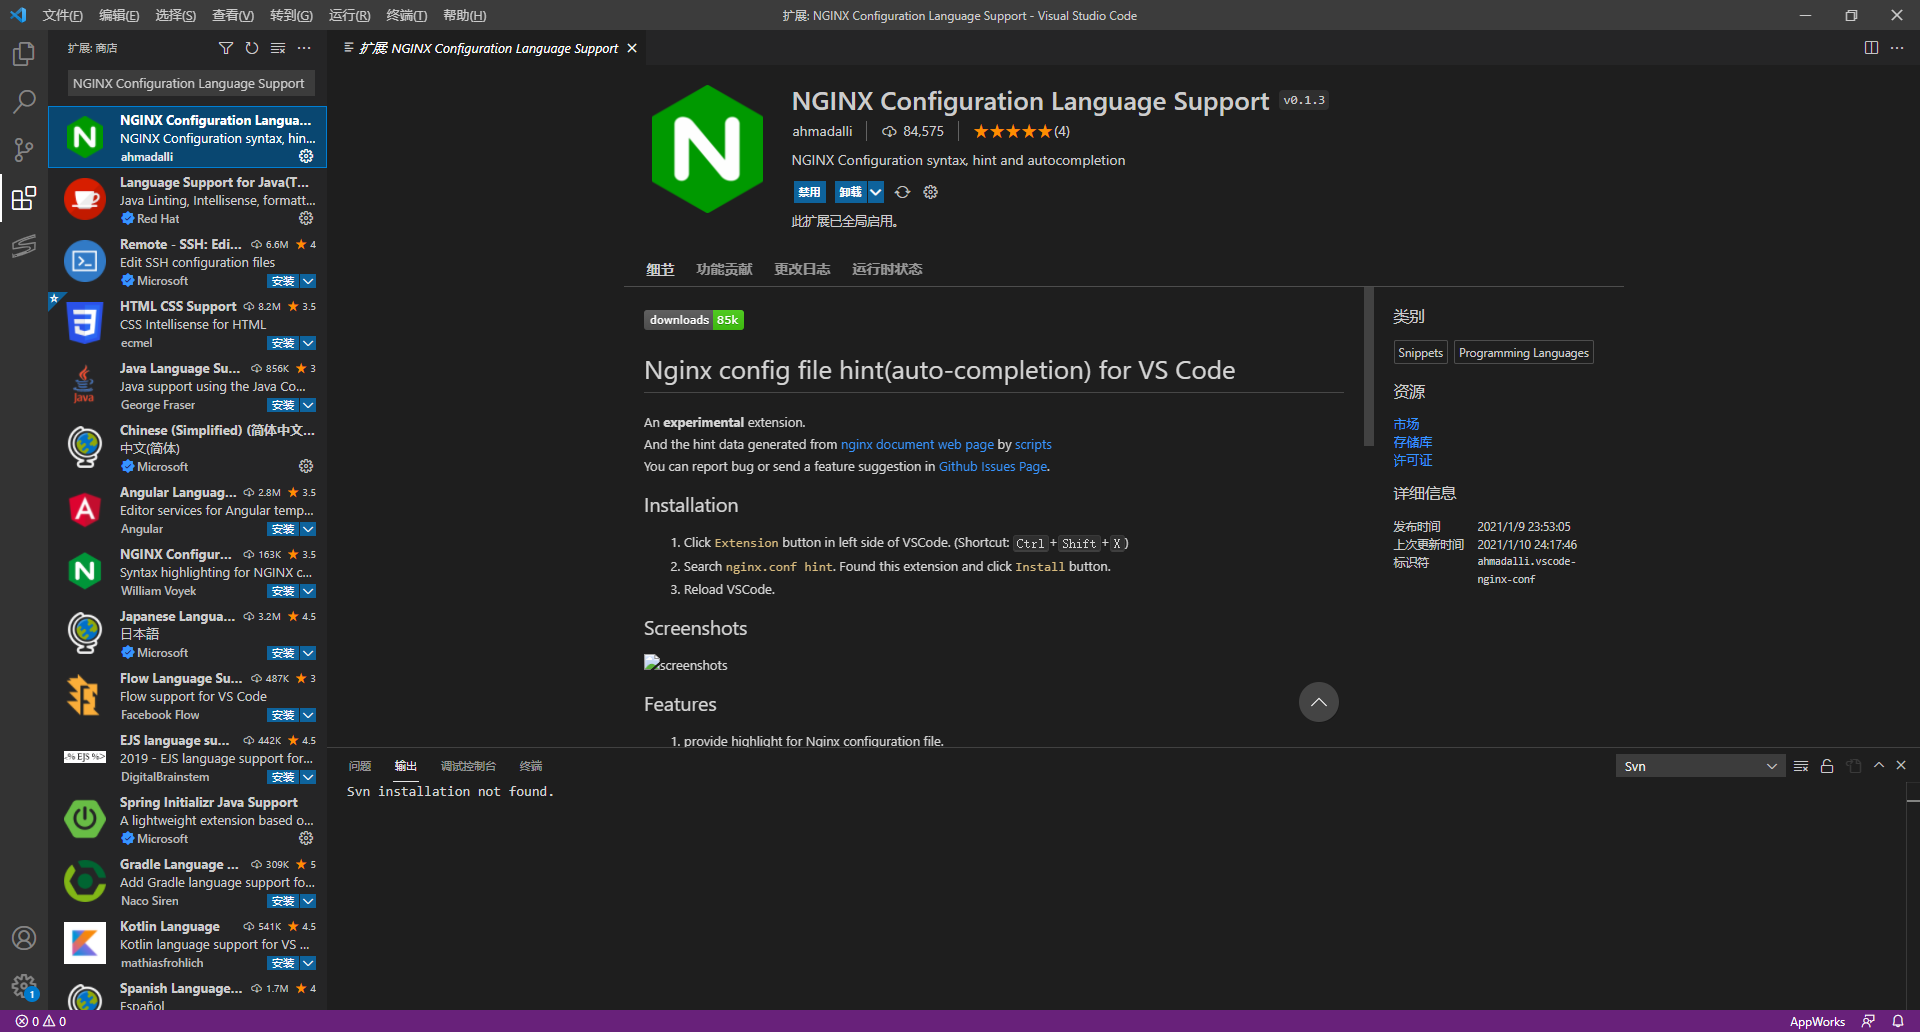 文件(F) 编辑(E) 选择(S) 查看(V) 转到(G) 运行(R) 终端(T) 帮助(H)
扩展: NGINX Configuration Language Support - Visual Studio Code
扩展: 商店
NGINX Configuration Language Support
NGINX Configuration Langua...
NGINX Configuration syntax, hin...
ahmadalli
Language Support for Java(T...
Java Linting, Intellisense, formatt...
Red Hat
Remote - SSH: Edi... 6.6M ★ 4
Edit SSH configuration files
Microsoft 安装
HTML CSS Support 8.2M ★ 3.5
CSS Intellisense for HTML
ecmel 安装
Java Language Su... 856K ★ 3
Java support using the Java Co...
George Fraser 安装
Java
Chinese (Simplified) (简体中文...
中文(简体)
Microsoft
Angular Languag... 2.8M ★ 3.5
Editor services for Angular temp...
Angular 安装
NGINX Configur... 163K ★ 3.5
Syntax highlighting for NGINX c...
William Voyek 安装
Japanese Langua... 3.2M ★ 4.5
日本語
Microsoft 安装
Flow Language Su... 487K ★ 3
Flow support for VS Code
Facebook Flow 安装
EJS language su... 442K ★ 4.5
<% EJS %> 2019 - EJS language support for...
DigitalBrainstem 安装
Spring Initializr Java Support
A lightweight extension based o...
Microsoft
Gradle Language ... 309K ★ 5
Add Gradle language support fo...
Naco Siren 安装
Kotlin Language 541K ★ 4.5
Kotlin language support for VS ...
mathiasfrohlich 安装
Spanish Language... 1.7M ★ 4
Español
扩展: NGINX Configuration Language Support
NGINX Configuration Language Support v0.1.3
ahmadalli 84,575 ★★★★★(4)
NGINX Configuration syntax, hint and autocompletion
禁用 卸载
此扩展已全局启用。
细节 功能贡献 更改日志 运行时状态
downloads 85k
Nginx config file hint(auto-completion) for VS Code
An experimental extension.
And the hint data generated from nginx document web page by scripts
You can report bug or send a feature suggestion in Github Issues Page.
Installation
1. Click Extension button in left side of VSCode. (Shortcut: Ctrl+Shift+X)
2. Search nginx.conf hint. Found this extension and click Install button.
3. Reload VSCode.
Screenshots
screenshots
Features
1. provide highlight for Nginx configuration file.
类别
Snippets Programming Languages
资源
市场
存储库
许可证
详细信息
发布时间 2021/1/9 23:53:05
上次更新时间 2021/1/10 24:17:46
标识符 ahmadalli.vscode-
nginx-conf
问题 输出 调试控制台 终端
Svn
Svn installation not found.
1
0 0
AppWorks